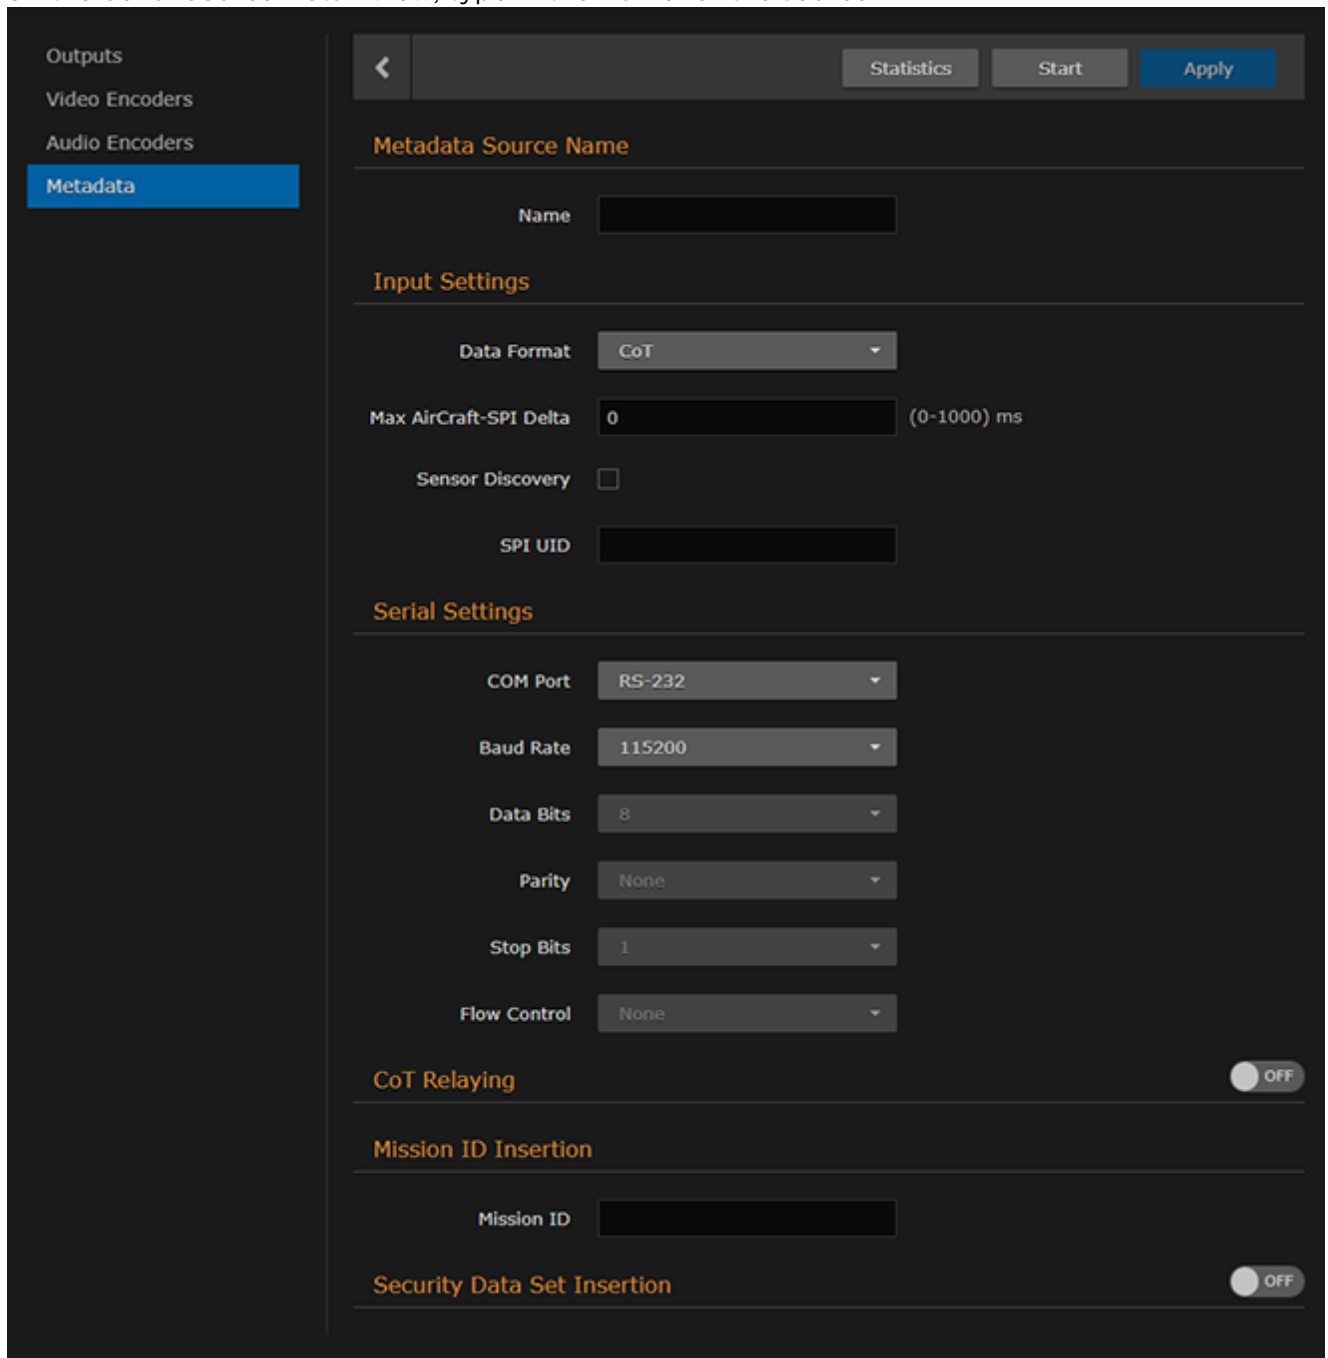 Outputs
Video Encoders
Audio Encoders
Metadata
Statistics Start Apply
Metadata Source Name
Name
Input Settings
Data Format CoT
Max AirCraft-SPI Delta 0 (0-1000) ms
Sensor Discovery
SPI UID
Serial Settings
COM Port RS-232
Baud Rate 115200
Data Bits 8
Parity None
Stop Bits 1
Flow Control None
CoT Relaying OFF
Mission ID Insertion
Mission ID
Security Data Set Insertion OFF